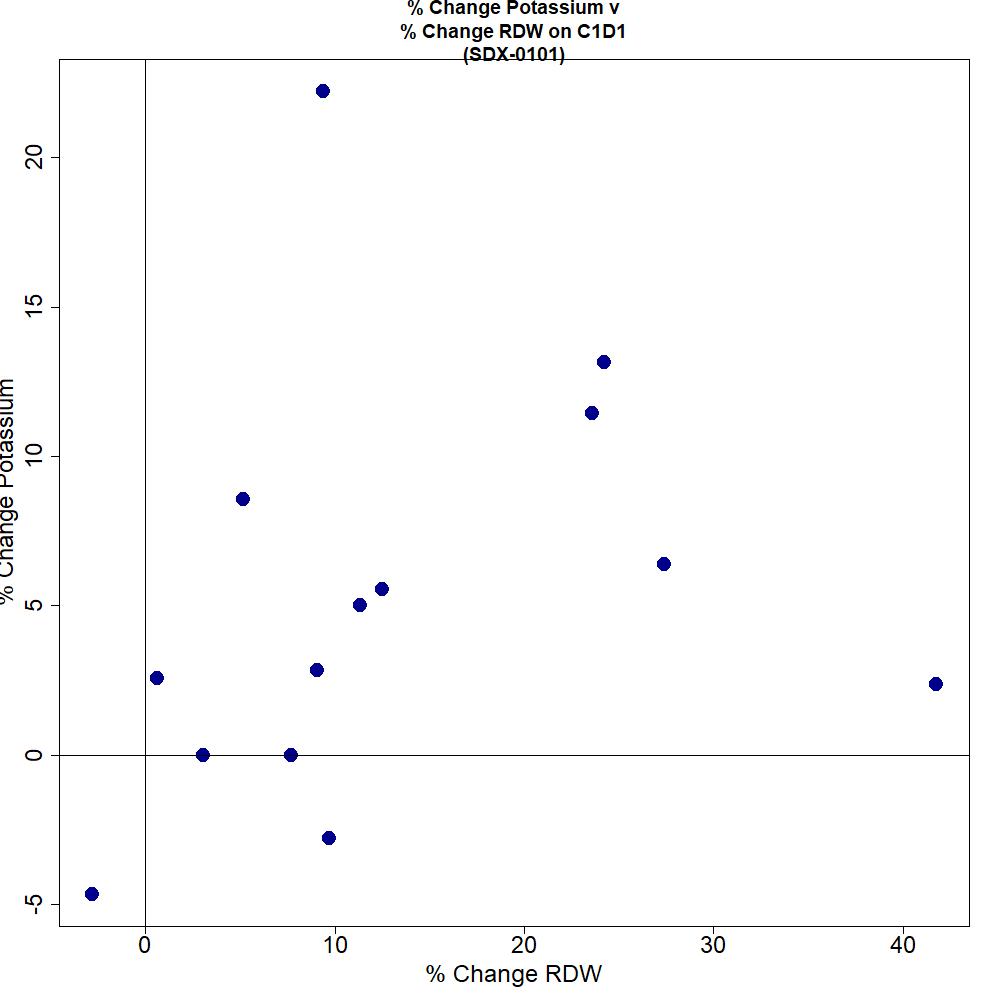 % Change Potassium v
% Change RDW on C1D1
(SDX-0101)
% Change Potassium
20
15
10
5
0
-5
0 10 20 30 40
% Change RDW